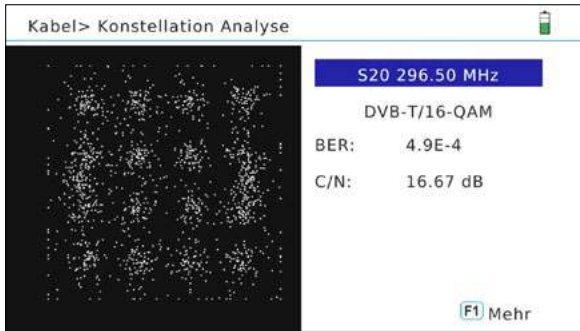 Kabel> Konstellation Analyse
S20 296.50 MHz
DVB-T/16-QAM
BER: 4.9E-4
C/N: 16.67 dB
F1 Mehr